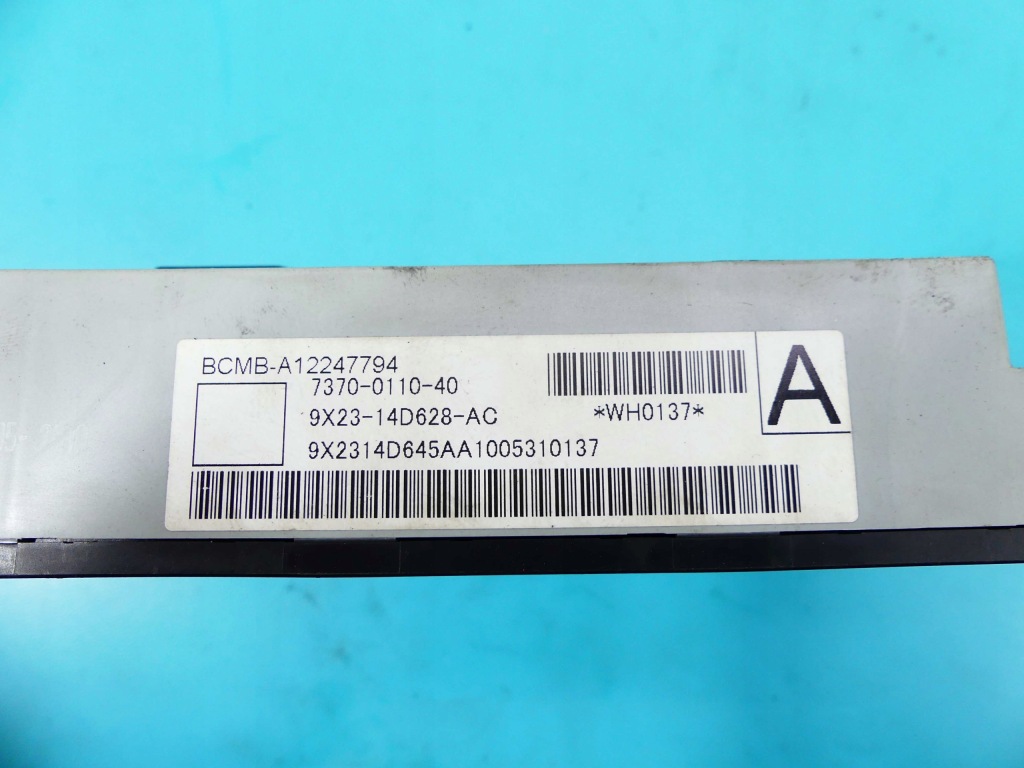 BCMB-A12247794
7370-0110-40
9X23-14D628-AC
*WH0137*
9X2314D645AA1005310137
A